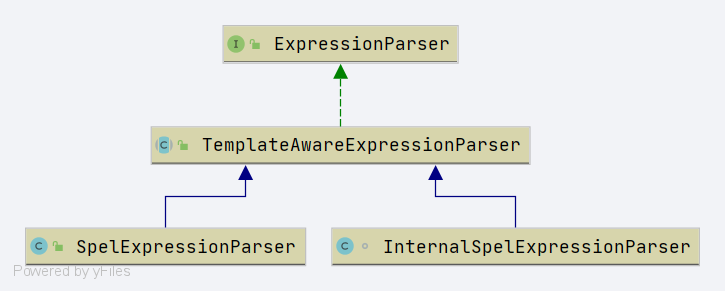 I ExpressionParser
C TemplateAwareExpressionParser
C SpelExpressionParser
C InternalSpelExpressionParser
Powered by yFiles